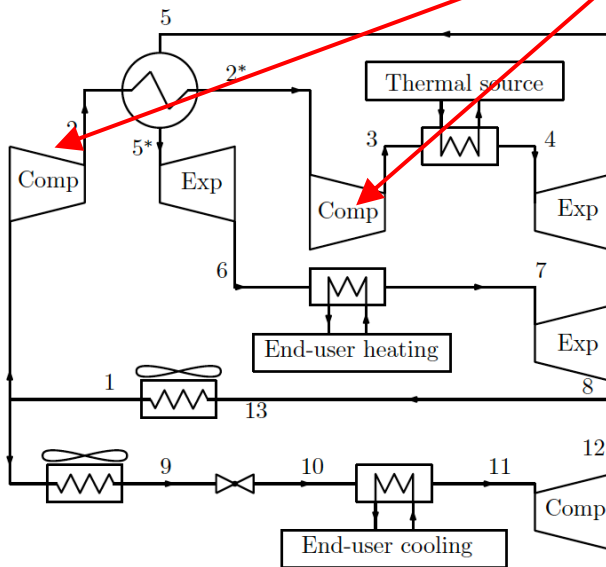 5
2*
Thermal source
2
3
4
5*
Comp
Exp
Comp
Exp
6
7
End-user heating
Exp
1
13
8
12
9
10
11
Comp
End-user cooling